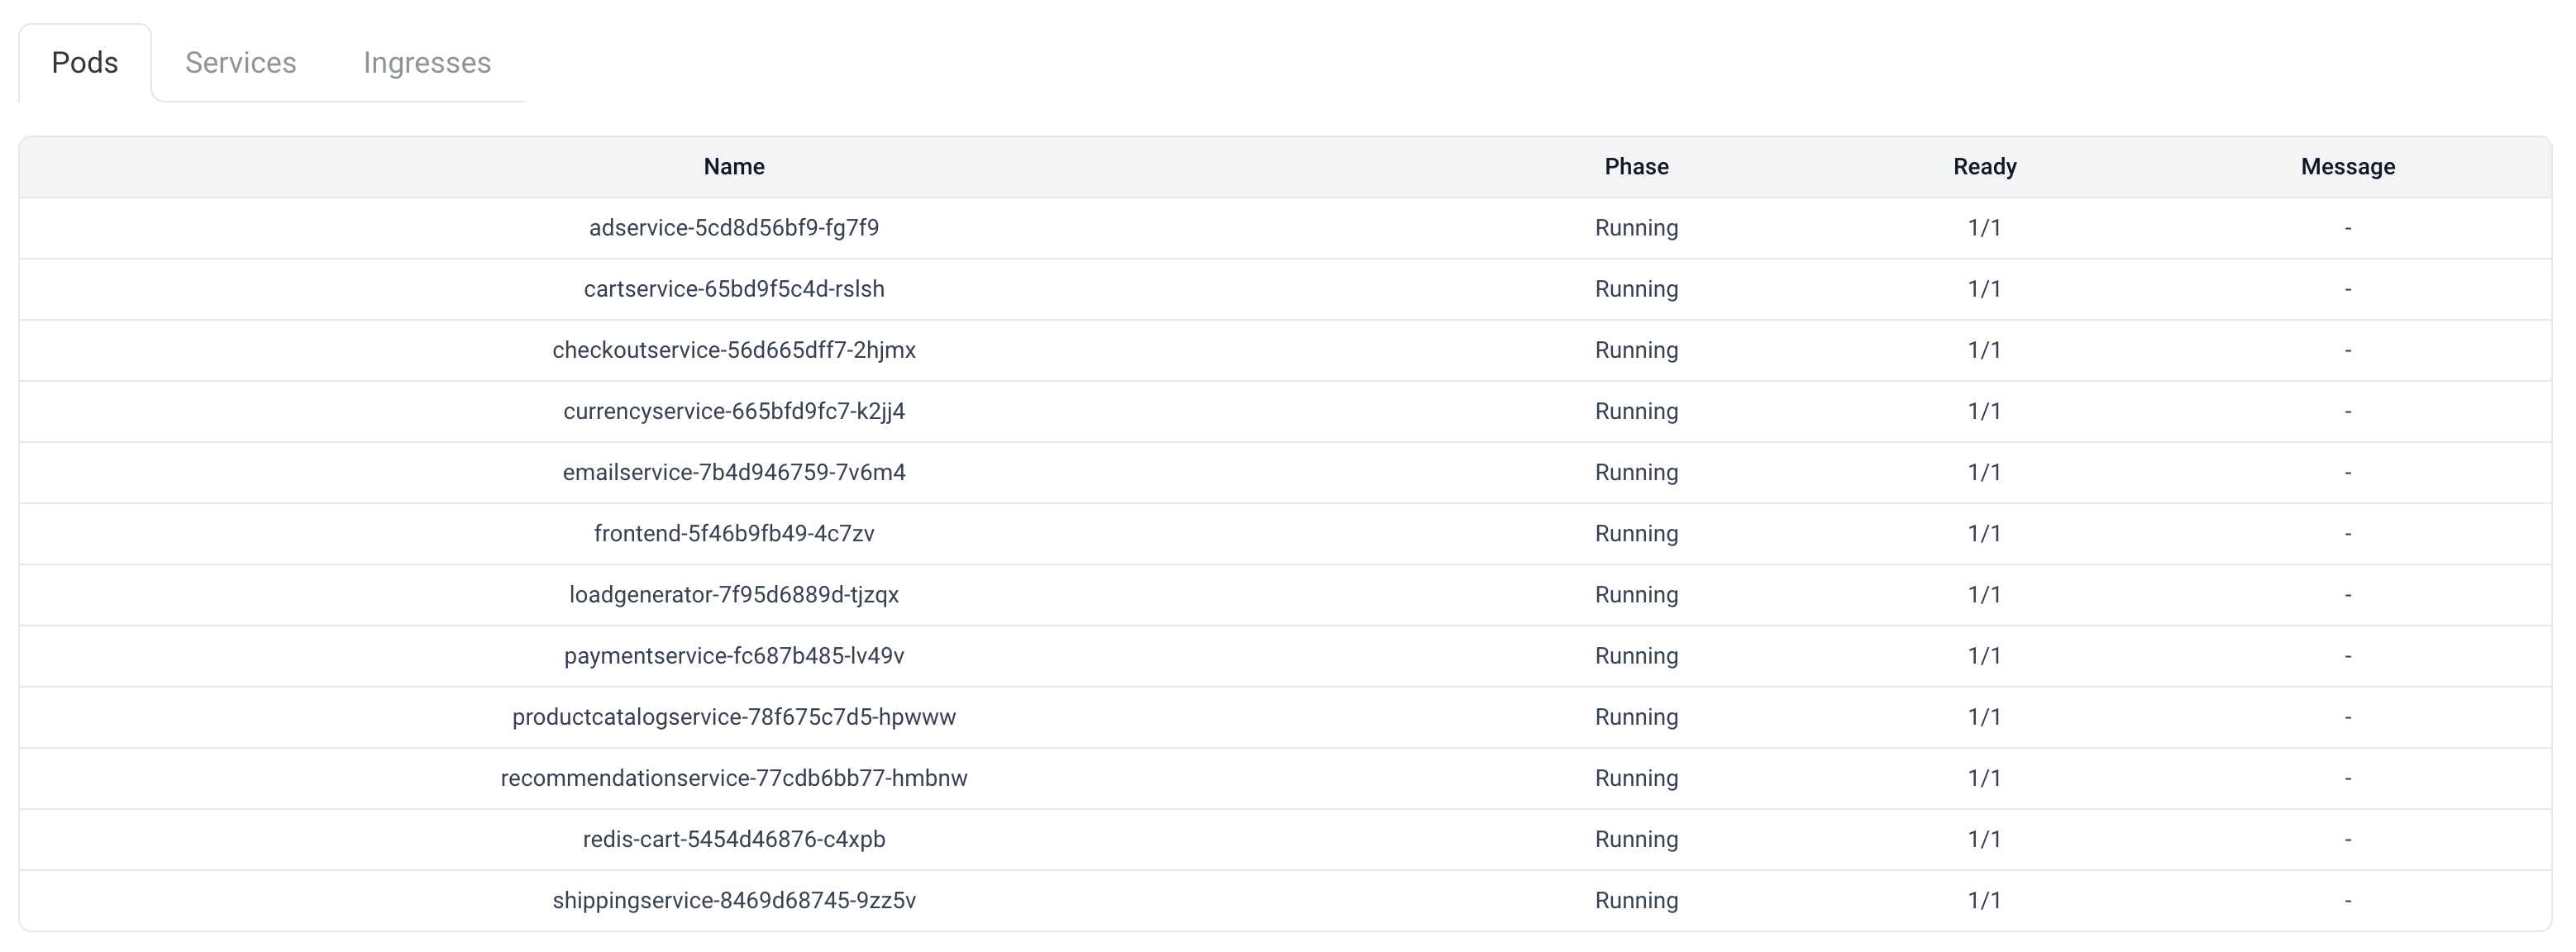 Pods Services Ingresses
Name Phase Ready Message
adservice-5cd8d56bf9-fg7f9 Running 1/1 -
cartservice-65bd9f5c4d-rslsh Running 1/1 -
checkoutservice-56d665dff7-2hjmx Running 1/1 -
currencyservice-665bfd9fc7-k2jj4 Running 1/1 -
emailservice-7b4d946759-7v6m4 Running 1/1 -
frontend-5f46b9fb49-4c7zv Running 1/1 -
loadgenerator-7f95d6889d-tjzqx Running 1/1 -
paymentservice-fc687b485-lv49v Running 1/1 -
productcatalogservice-78f675c7d5-hpwww Running 1/1 -
recommendationservice-77cdb6bb77-hmbnw Running 1/1 -
redis-cart-5454d46876-c4xpb Running 1/1 -
shippingservice-8469d68745-9zz5v Running 1/1 -